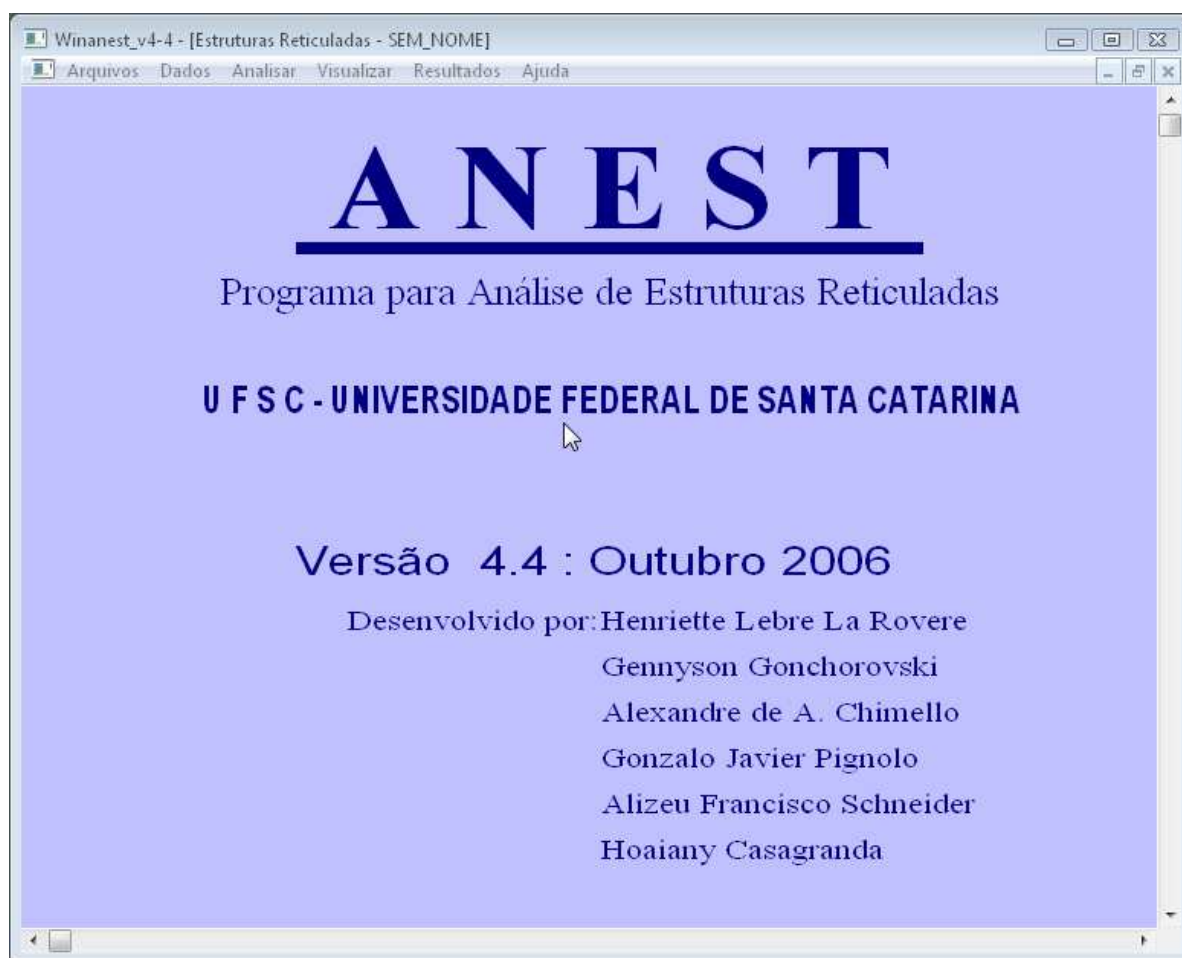 Winanest_v4-4 - [Estruturas Reticuladas - SEM_NOME]
Arquivos Dados Analisar Visualizar Resultados Ajuda
A N E S T
Programa para Análise de Estruturas Reticuladas
U F S C - UNIVERSIDADE FEDERAL DE SANTA CATARINA
Versão 4.4 : Outubro 2006
Desenvolvido por: Henriette Lebre La Rovere
Gennyson Gonchorovski
Alexandre de A. Chimello
Gonzalo Javier Pignolo
Alizeu Francisco Schneider
Hoaiany Casagranda